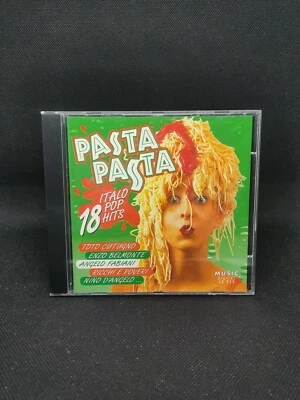 PASTA
PASTA
18 ITALO
POP
HITS
TOTO CUTUGNO
ENZO BELMONTE
ANGELO FABIANI
RICCHI E POVERI
NINO D'ANGELO ...
MUSIC